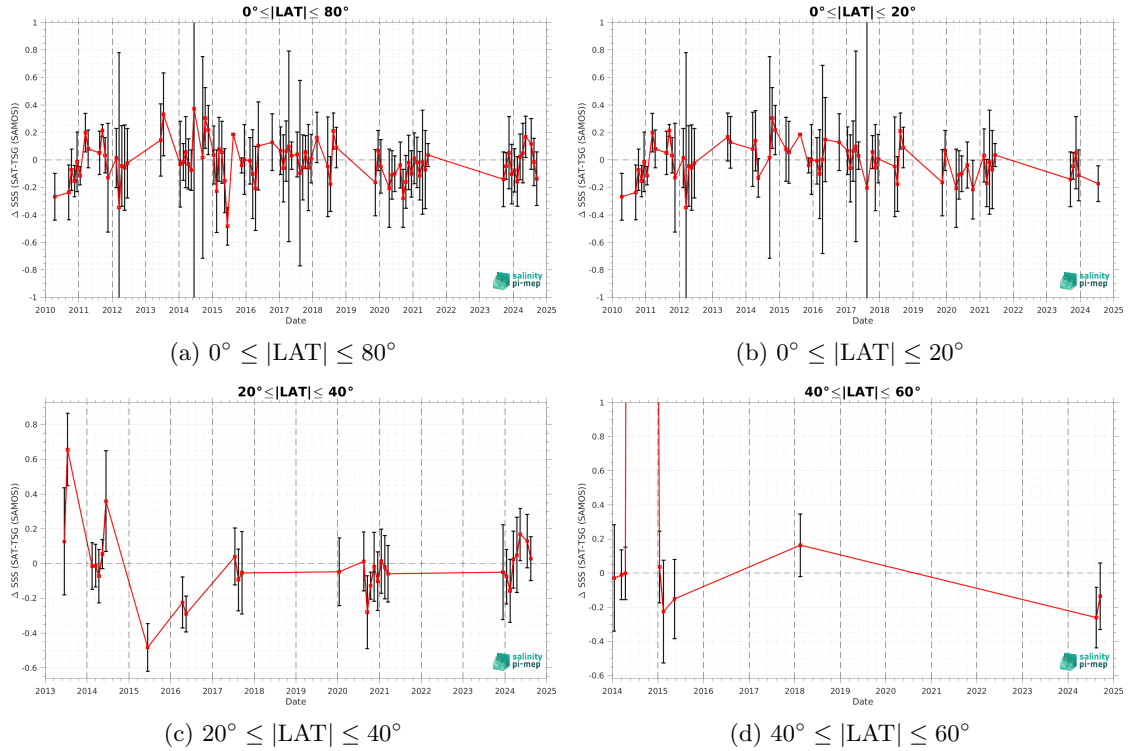 0°≤|LAT|≤ 80°
Δ SSS (SAT-TSG (SAMOS))
1
0.8
0.6
0.4
0.2
0
-0.2
-0.4
-0.6
-0.8
-1
2010 2011 2012 2013 2014 2015 2016 2017 2018 2019 2020 2021 2022 2023 2024 2025
Date
salinity
pi-mep
(a) 0° ≤ |LAT| ≤ 80°
0°≤|LAT|≤ 20°
Δ SSS (SAT-TSG (SAMOS))
1
0.8
0.6
0.4
0.2
0
-0.2
-0.4
-0.6
-0.8
-1
2010 2011 2012 2013 2014 2015 2016 2017 2018 2019 2020 2021 2022 2023 2024 2025
Date
salinity
pi-mep
(b) 0° ≤ |LAT| ≤ 20°
20°≤|LAT|≤ 40°
Δ SSS (SAT-TSG (SAMOS))
0.8
0.6
0.4
0.2
0
-0.2
-0.4
-0.6
2013 2014 2015 2016 2017 2018 2019 2020 2021 2022 2023 2024 2025
Date
salinity
pi-mep
(c) 20° ≤ |LAT| ≤ 40°
40°≤|LAT|≤ 60°
Δ SSS (SAT-TSG (SAMOS))
1
0.8
0.6
0.4
0.2
0
-0.2
-0.4
-0.6
2014 2015 2016 2017 2018 2019 2020 2021 2022 2023 2024 2025
Date
salinity
pi-mep
(d) 40° ≤ |LAT| ≤ 60°